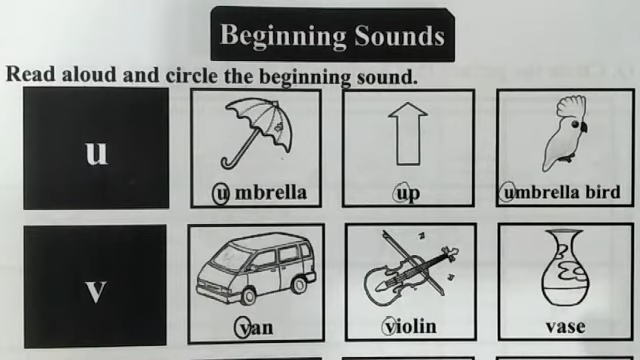 Beginning Sounds
Read aloud and circle the beginning sound.
u
umbrella
up
umbrella bird
v
van
violin
vase